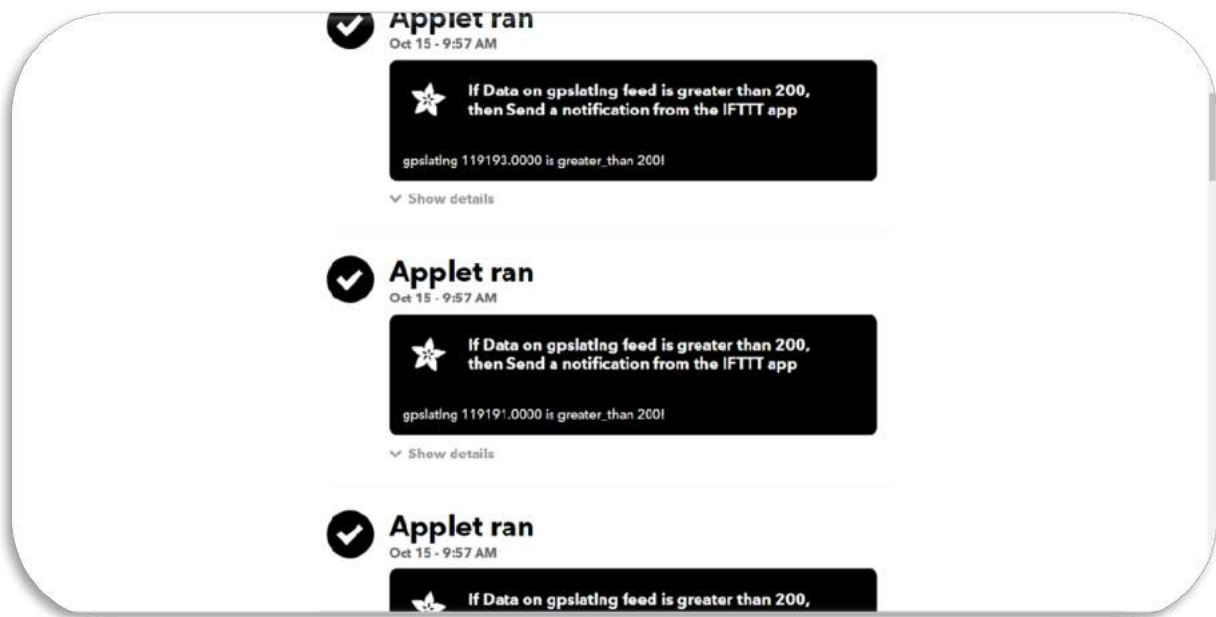 Applet ran
Oct 15 - 9:57 AM
If Data on gpslatlng feed is greater than 200,
then Send a notification from the IFTTT app
gpslatlng 119193.0000 is greater_than 200!
Show details
Applet ran
Oct 15 - 9:57 AM
If Data on gpslatlng feed is greater than 200,
then Send a notification from the IFTTT app
gpslatlng 119191.0000 is greater_than 200!
Show details
Applet ran
Oct 15 - 9:57 AM
If Data on gpslatlng feed is greater than 200,